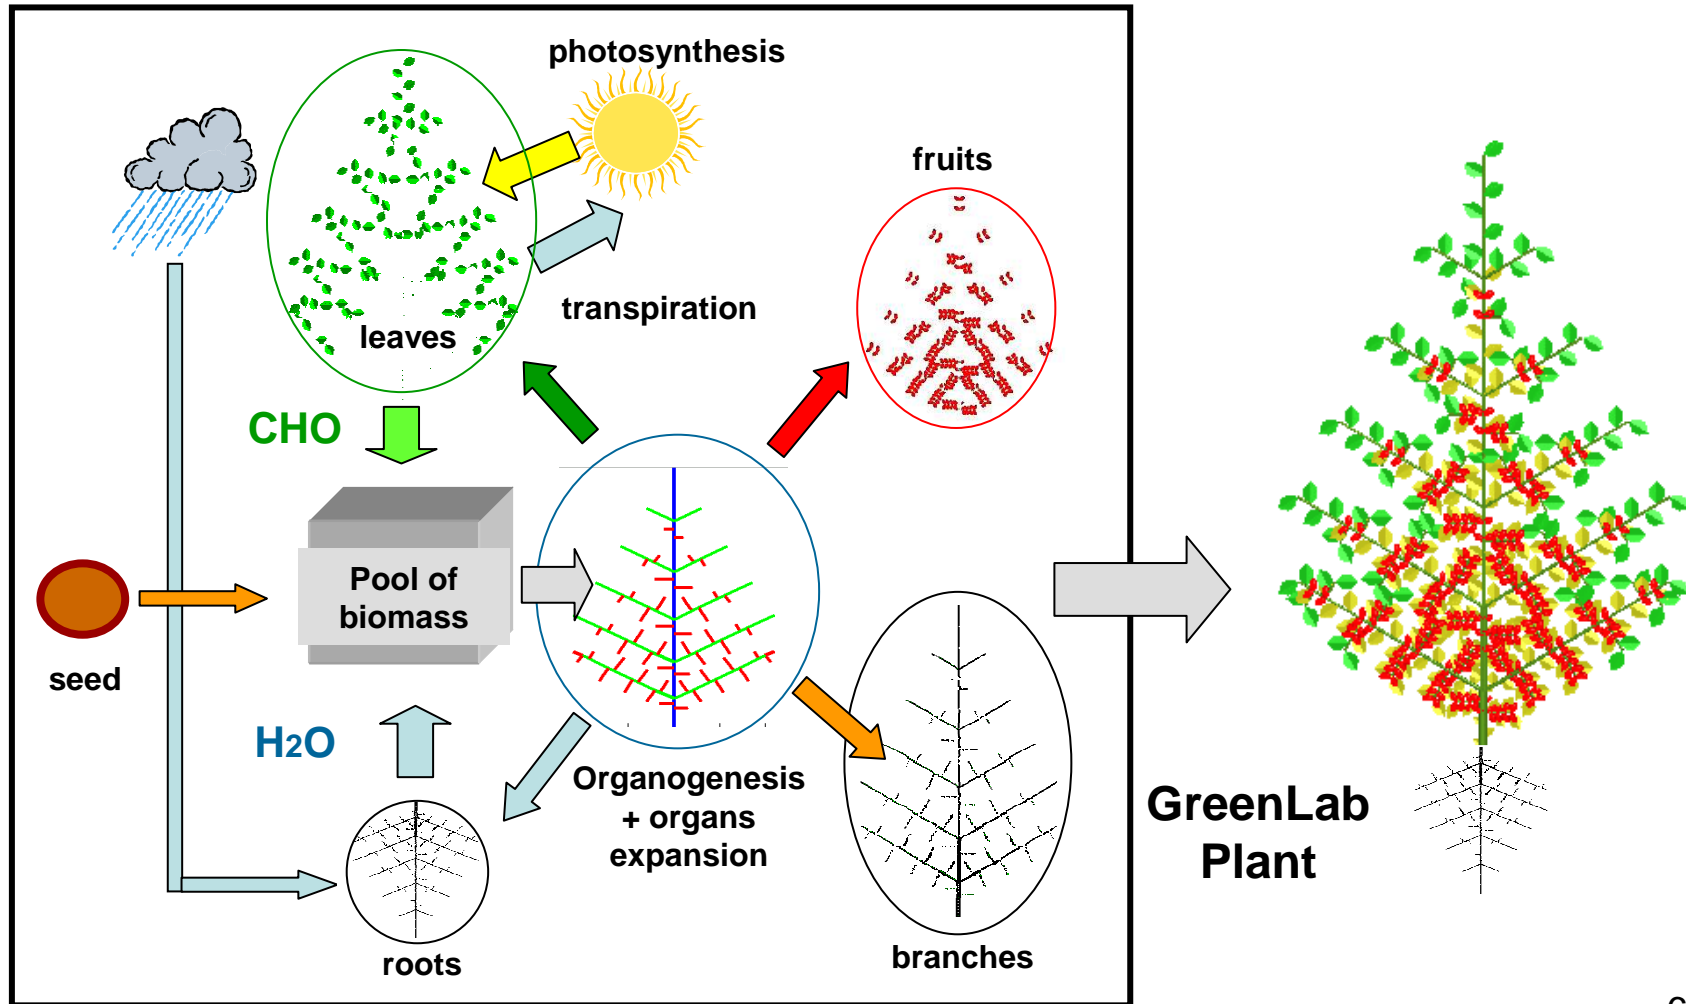 photosynthesis
fruits
transpiration
leaves
CHO
Pool of
biomass
seed
H2O
Organogenesis
+ organs
expansion
GreenLab
Plant
roots
branches